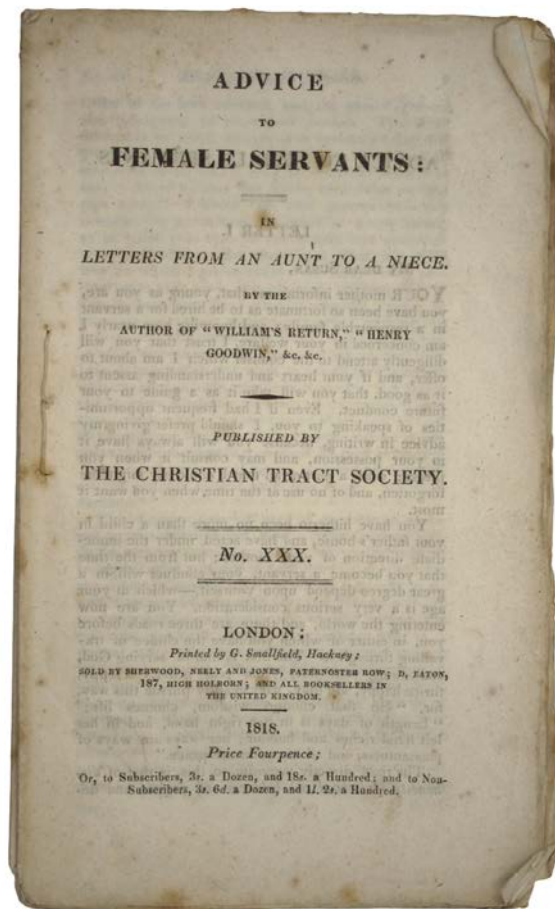 ADVICE
TO
FEMALE SERVANTS:
IN
LETTERS FROM AN AUNT TO A NIECE.
BY THE
AUTHOR OF "WILLIAM'S RETURN," "HENRY
GOODWIN," &c. &c.
PUBLISHED BY
THE CHRISTIAN TRACT SOCIETY.
No. XXX.
LONDON:
Printed by G. Smallfield, Hackney;
SOLD BY SHERWOOD, NEELY AND JONES, PATERNOSTER ROW; D. EATON,
187, HIGH HOLBORN; AND ALL BOOKSELLERS IN
THE UNITED KINGDOM.
1818.
Price Fourpence;
Or, to Subscribers, 3s. a Dozen, and 18s. a Hundred; and to Non-
Subscribers, 3s. 6d. a Dozen, and 1l. 2s. a Hundred.